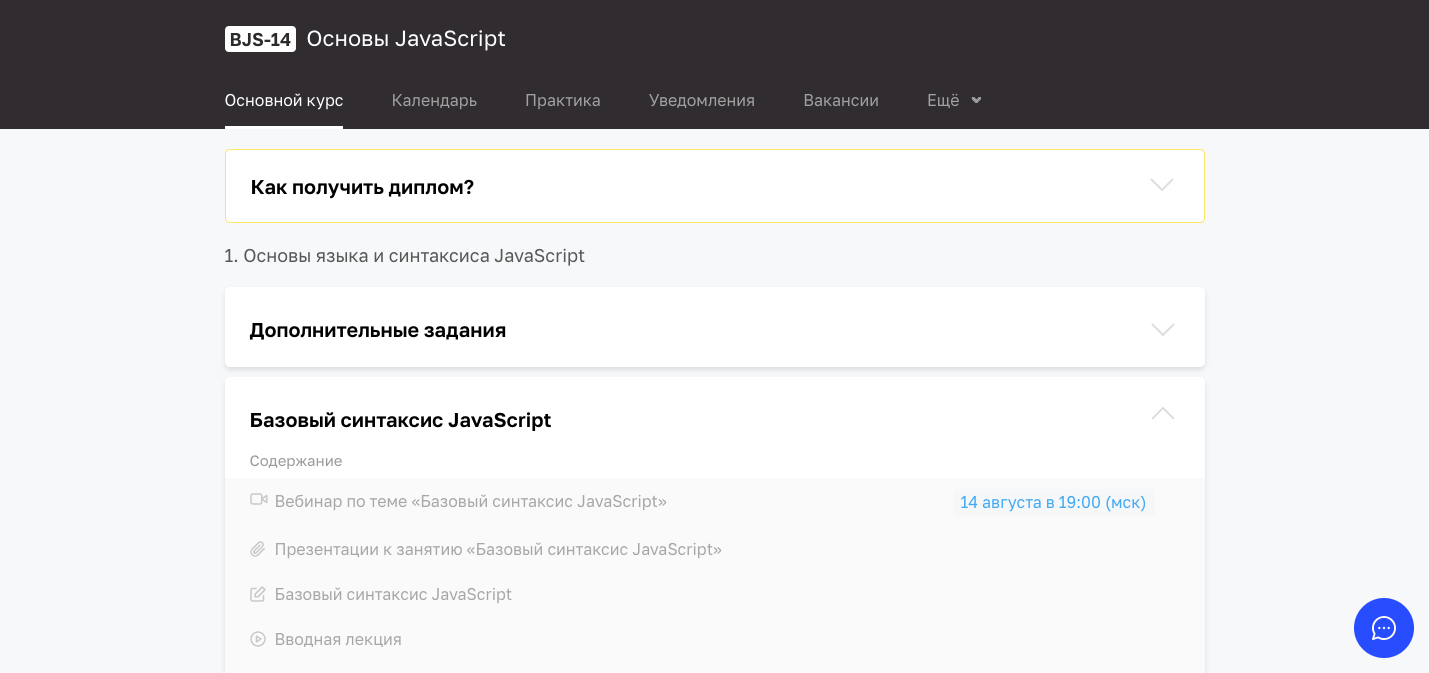 BJS-14 Основы JavaScript
Основной курс Календарь Практика Уведомления Вакансии Ещё
Как получить диплом?
1. Основы языка и синтаксиса JavaScript
Дополнительные задания
Базовый синтаксис JavaScript
Содержание
Вебинар по теме «Базовый синтаксис JavaScript» 14 августа в 19:00 (мск)
Презентации к занятию «Базовый синтаксис JavaScript»
Базовый синтаксис JavaScript
Вводная лекция